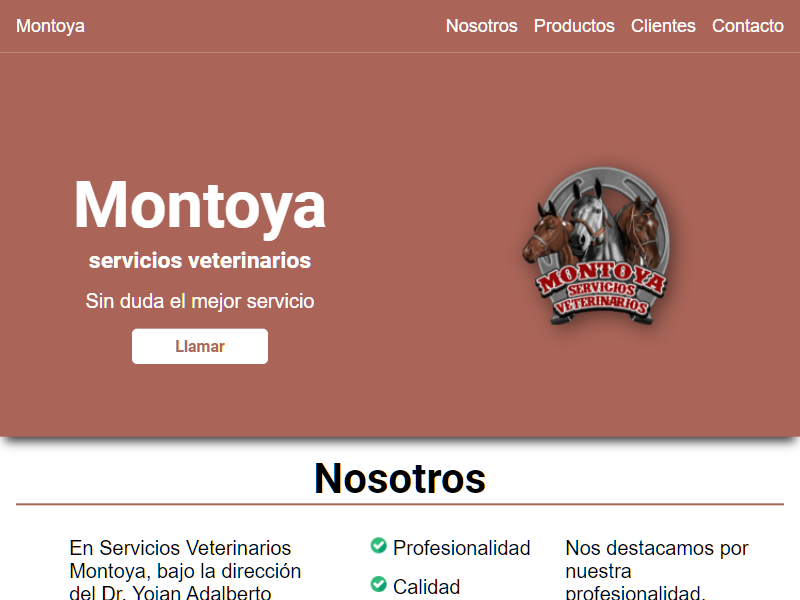 Montoya
Nosotros Productos Clientes Contacto
Montoya
servicios veterinarios
Sin duda el mejor servicio
Llamar
MONTOYA
SERVICIOS
VETERINARIOS
Nosotros
En Servicios Veterinarios
Montoya, bajo la dirección
del Dr. Yoian Adalberto
Profesionalidad
Calidad
Nos destacamos por
nuestra
profesionalidad.